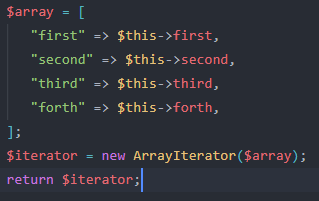 $array = [
"first" => $this->first,
"second" => $this->second,
"third" => $this->third,
"forth" => $this->forth,
];
$iterator = new ArrayIterator($array);
return $iterator;